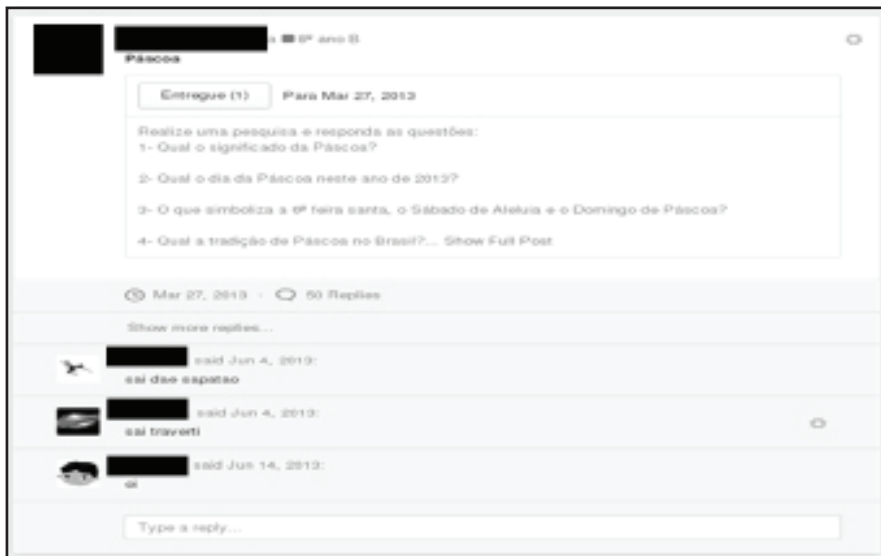 a 8º ano B
Páscoa
Entregue (1) Para Mar 27, 2013
Realize uma pesquisa e responda as questões:
1- Qual o significado da Páscoa?
2- Qual o dia da Páscoa neste ano de 2013?
3- O que simboliza a 6ª feira santa, o Sábado de Aleluia e o Domingo de Páscoa?
4- Qual a tradição de Páscoa no Brasil?... Show Full Post
Mar 27, 2013 · 50 Replies
Show more replies...
said Jun 4, 2013:
sai dae sapatao
said Jun 4, 2013:
sai traverti
said Jun 14, 2013:
oi
Type a reply...